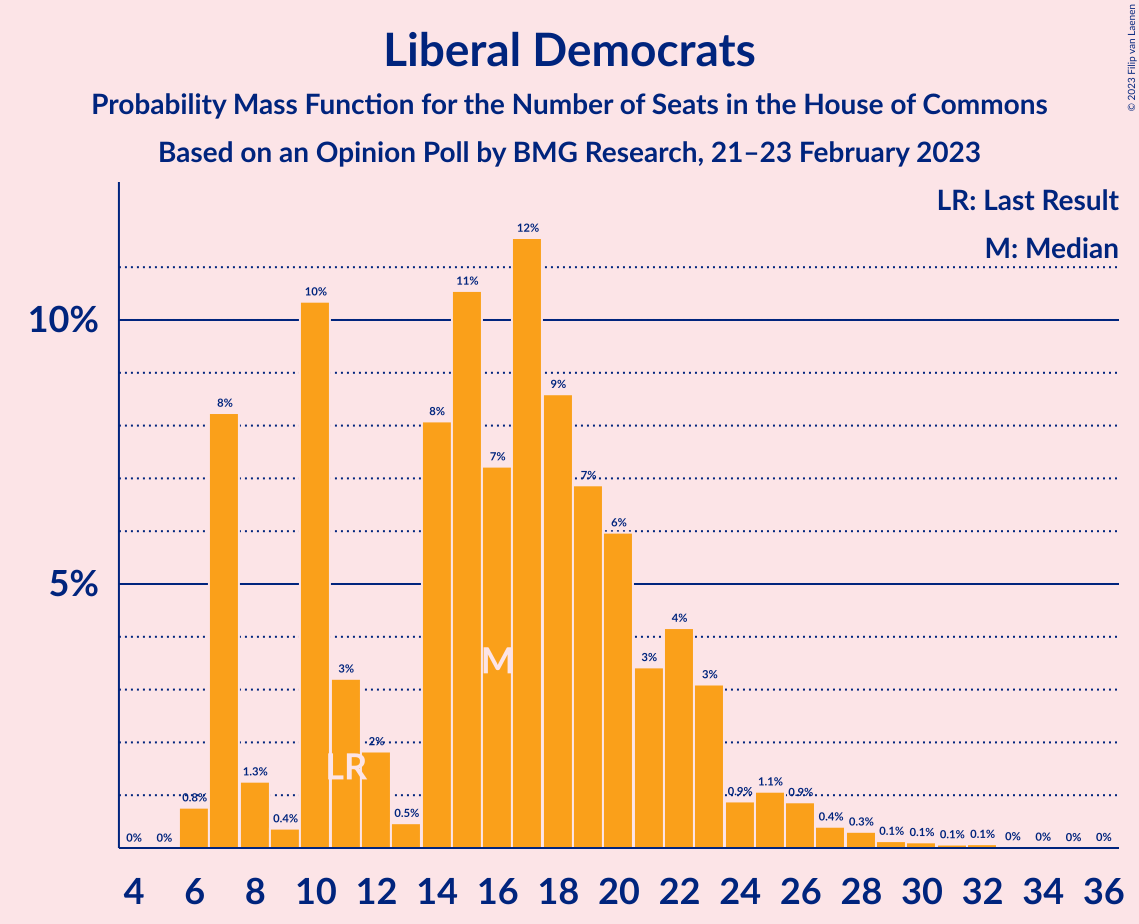 Liberal Democrats
Probability Mass Function for the Number of Seats in the House of Commons
Based on an Opinion Poll by BMG Research, 21–23 February 2023
© 2023 Filip van Laenen
LR: Last Result
M: Median
10%
5%
0% 0% 0.8% 8% 1.3% 0.4% 10% 3% 2% 0.5% 8% 11% 7% 12% 9% 7% 6% 3% 4% 3% 0.9% 1.1% 0.9% 0.4% 0.3% 0.1% 0.1% 0.1% 0.1% 0% 0% 0% 0%
M
LR
4 6 8 10 12 14 16 18 20 22 24 26 28 30 32 34 36